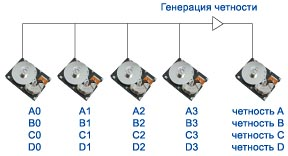 Генерация четности
A0 A1 A2 A3 четность A
B0 B1 B2 B3 четность B
C0 C1 C2 C3 четность C
D0 D1 D2 D3 четность D